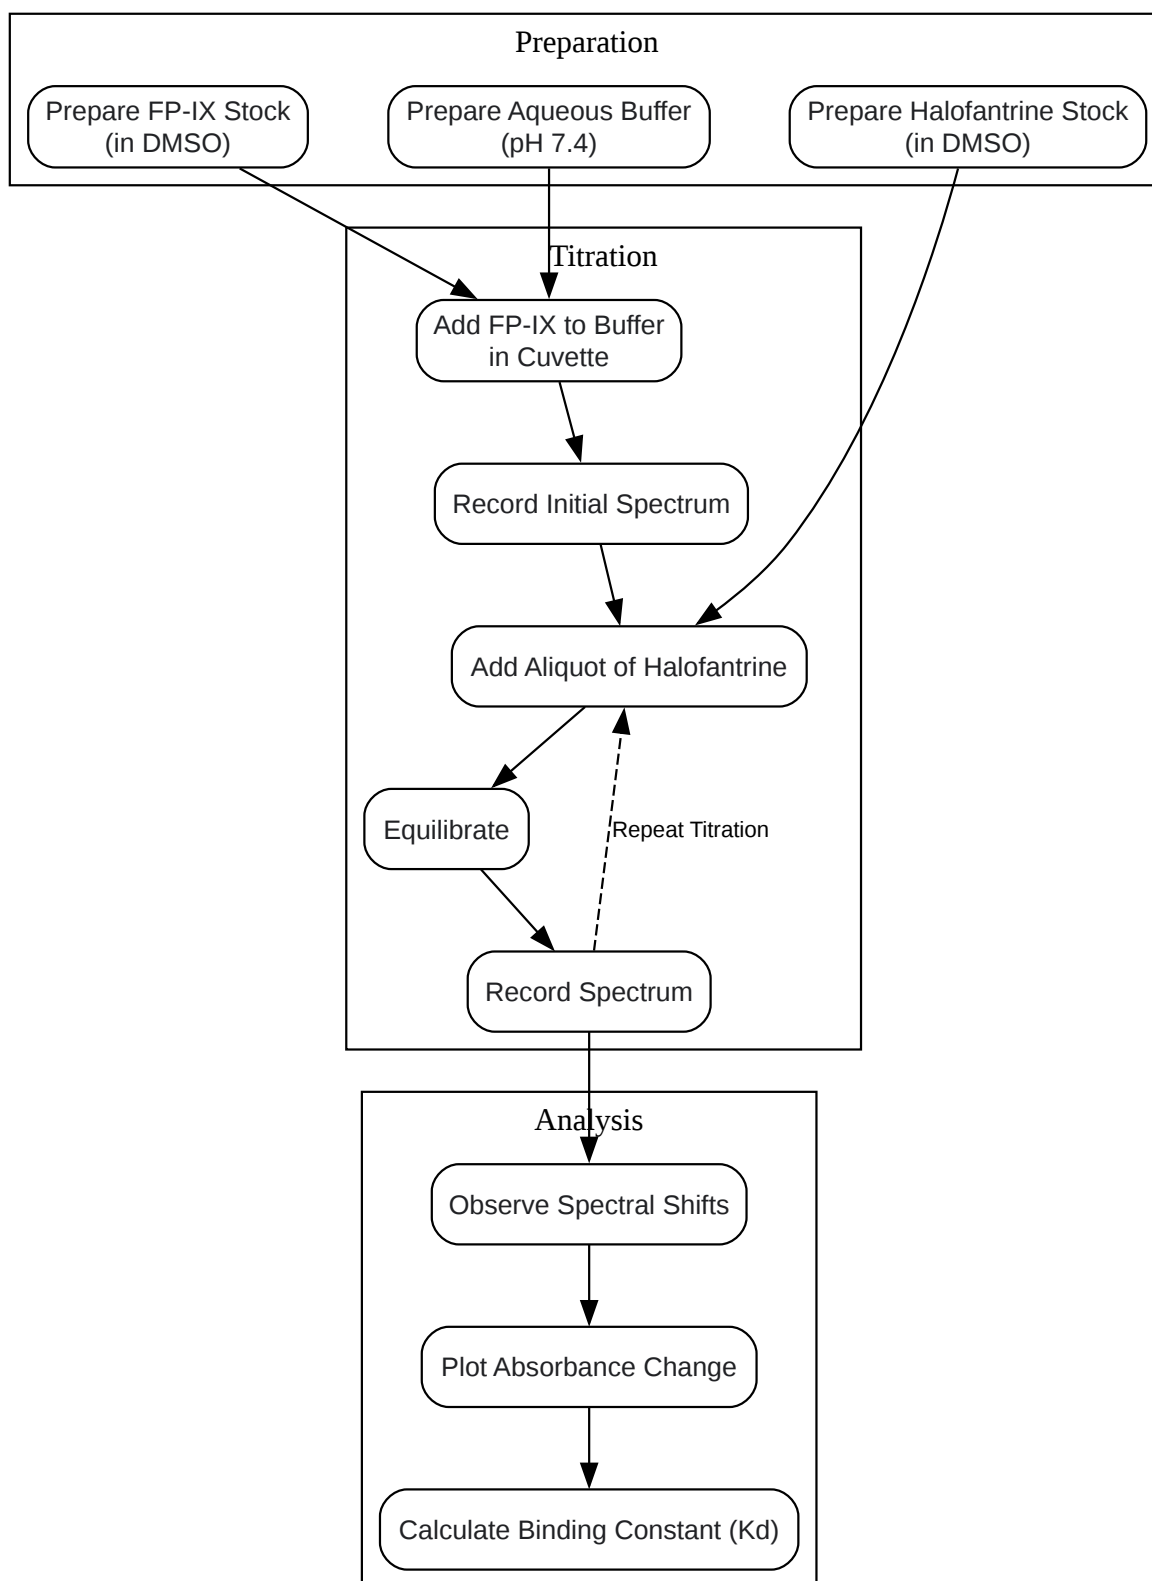 Preparation
Prepare FP-IX Stock
(in DMSO)
Prepare Aqueous Buffer
(pH 7.4)
Prepare Halofantrine Stock
(in DMSO)
Titration
Add FP-IX to Buffer
in Cuvette
Record Initial Spectrum
Add Aliquot of Halofantrine
Equilibrate
Repeat Titration
Record Spectrum
Analysis
Observe Spectral Shifts
Plot Absorbance Change
Calculate Binding Constant (Kd)